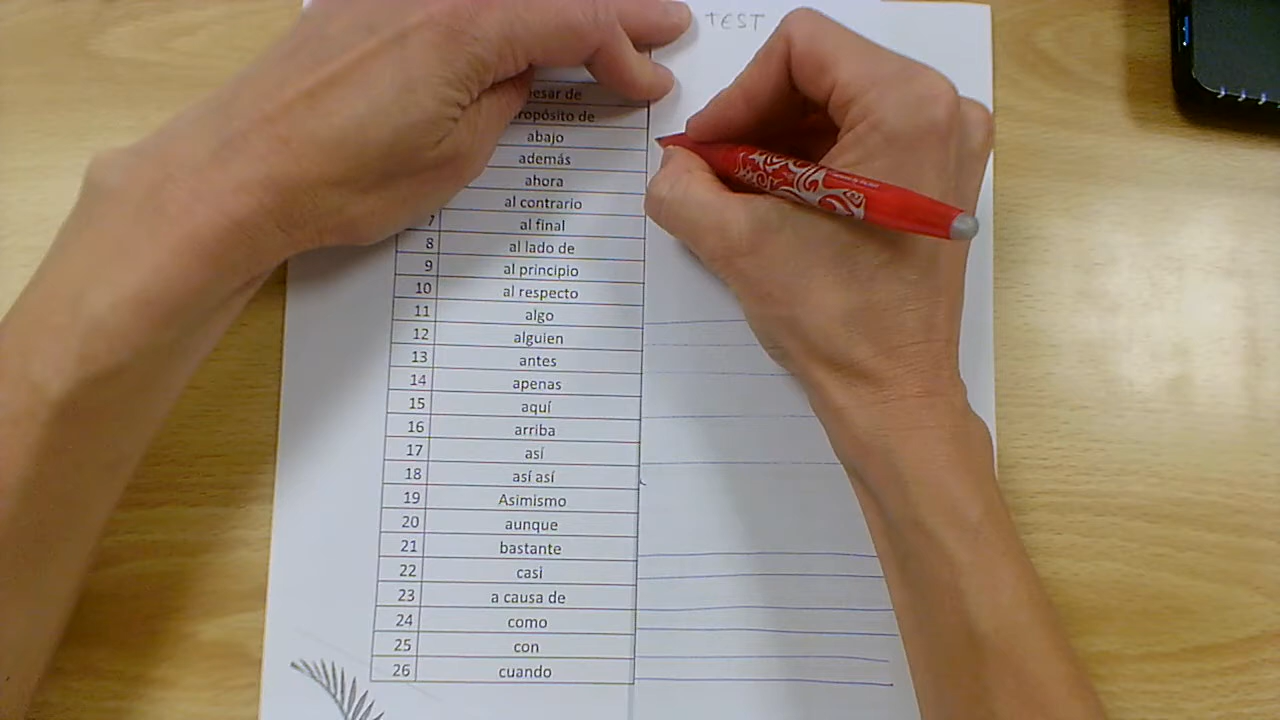 TEST
esar de
ropósito de
abajo
además
ahora
al contrario
7 al final
8 al lado de
9 al principio
10 al respecto
11 algo
12 alguien
13 antes
14 apenas
15 aquí
16 arriba
17 así
18 así así
19 Asimismo
20 aunque
21 bastante
22 casi
23 a causa de
24 como
25 con
26 cuando